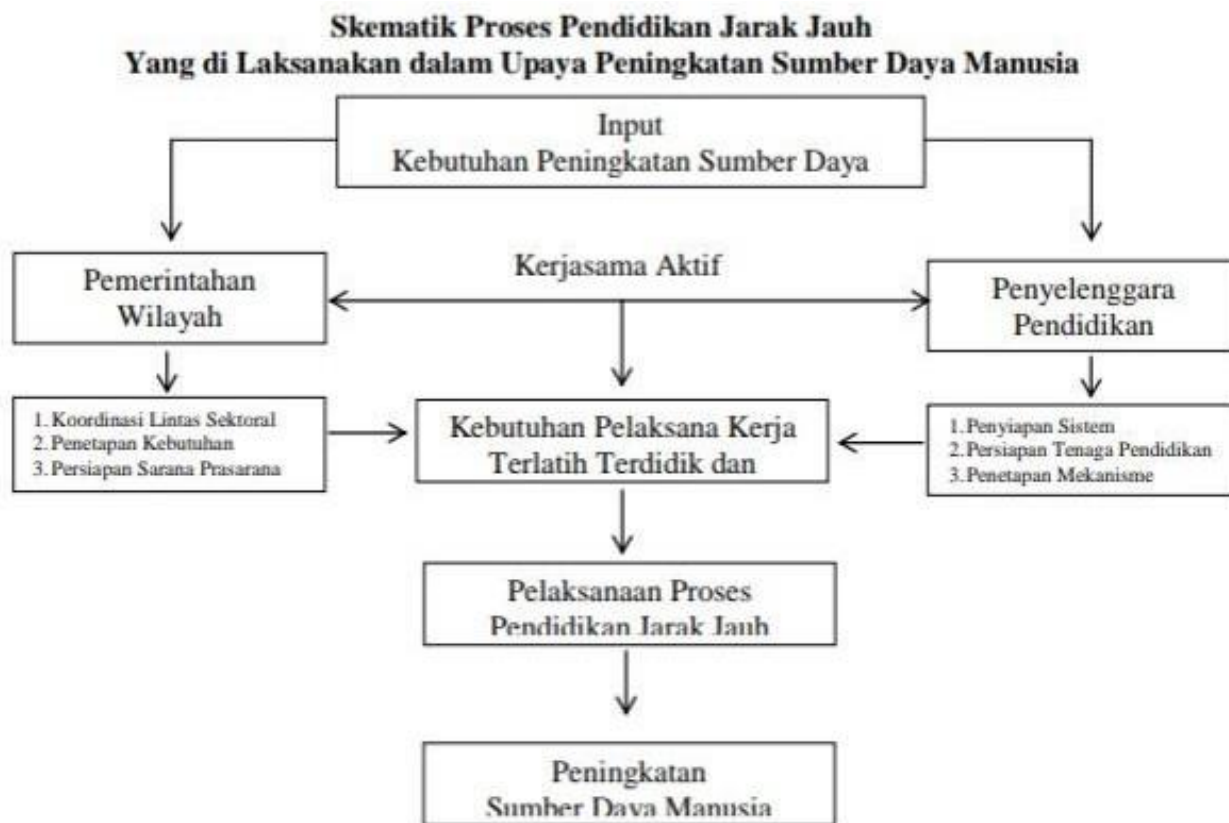 Skematik Proses Pendidikan Jarak Jauh
Yang di Laksanakan dalam Upaya Peningkatan Sumber Daya Manusia
Input
Kebutuhan Peningkatan Sumber Daya
Pemerintahan
Wilayah
Kerjasama Aktif
Penyelenggara
Pendidikan
1. Koordinasi Lintas Sektoral
2. Penetapan Kebutuhan
3. Persiapan Sarana Prasarana
Kebutuhan Pelaksana Kerja
Terlatih Terdidik dan
1. Penyiapan Sistem
2. Persiapan Tenaga Pendidikan
3. Penetapan Mekanisme
Pelaksanaan Proses
Pendidikan Jarak Jauh
Peningkatan
Sumber Daya Manusia